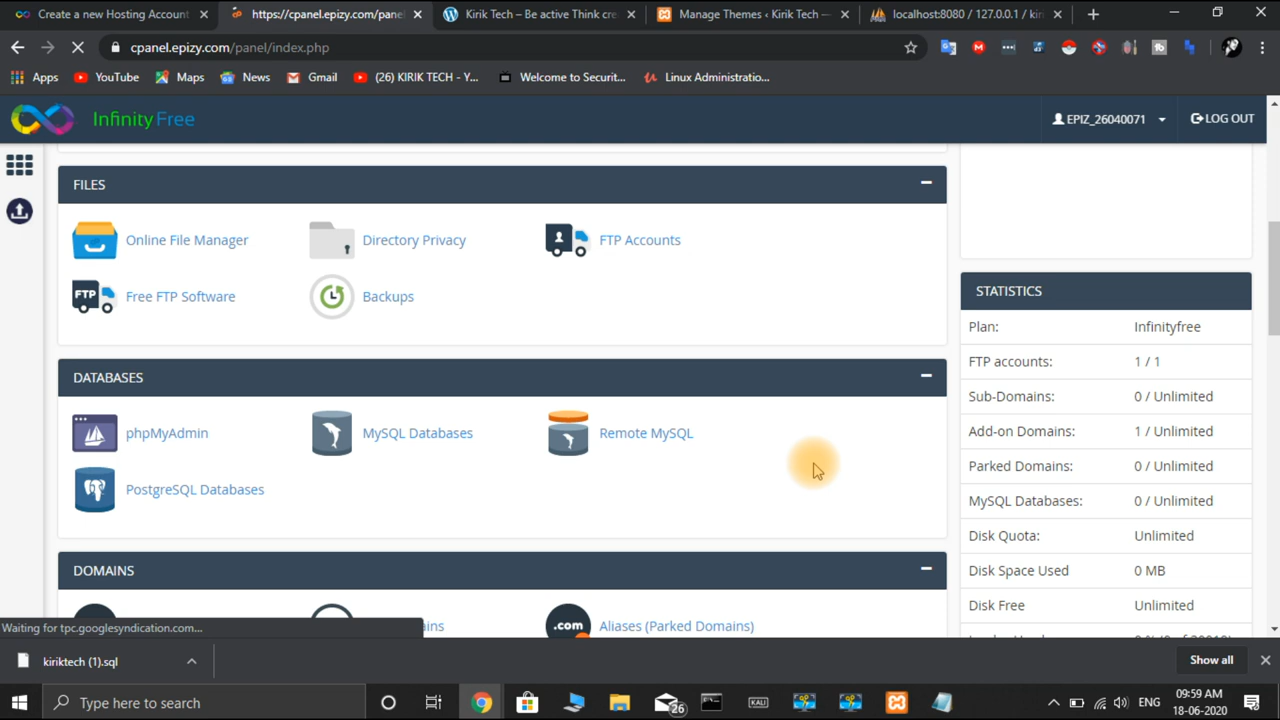 Create a new Hosting Account
https://cpanel.epizy.com/pane
Kirik Tech – Be active Think cre
Manage Themes ‹ Kirik Tech —
localhost:8080 / 127.0.0.1 / kiri
cpanel.epizy.com/panel/index.php
Apps
YouTube
Maps
News
Gmail
(26) KIRIK TECH - Y...
Welcome to Securit...
Linux Administratio...
InfinityFree
EPIZ_26040071
LOG OUT
FILES
Online File Manager
Directory Privacy
FTP Accounts
FTP
Free FTP Software
Backups
DATABASES
phpMyAdmin
MySQL Databases
Remote MySQL
PostgreSQL Databases
DOMAINS
ains
.com
Aliases (Parked Domains)
STATISTICS
Plan: Infinityfree
FTP accounts: 1 / 1
Sub-Domains: 0 / Unlimited
Add-on Domains: 1 / Unlimited
Parked Domains: 0 / Unlimited
MySQL Databases: 0 / Unlimited
Disk Quota: Unlimited
Disk Space Used 0 MB
Disk Free Unlimited
Waiting for tpc.googlesyndication.com...
kiriktech (1).sql
Show all
Type here to search
26
KALI
ENG
09:59 AM
18-06-2020